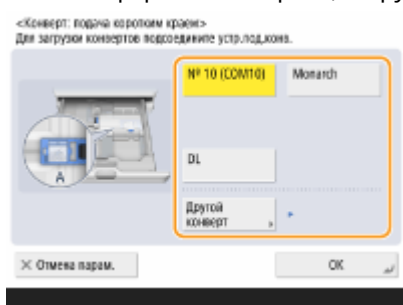 <Конверт: подача коротким краем>
Для загрузки конвертов подсоедините устр.под.конв.
№ 10 (COM10)
Monarch
A
DL
Другой
конверт
× Отмена парам.
OK